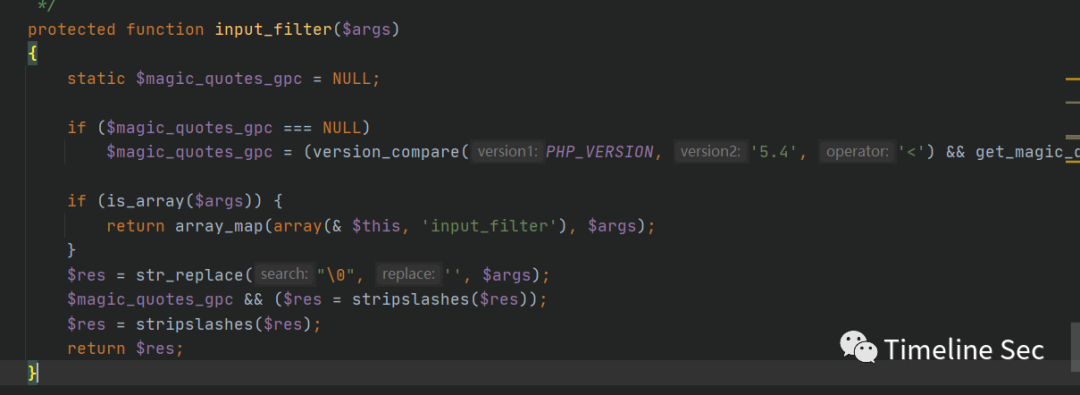 */
protected function input_filter($args)
{
static $magic_quotes_gpc = NULL;
if ($magic_quotes_gpc === NULL)
$magic_quotes_gpc = (version_compare( version1: PHP_VERSION, version2: '5.4', operator: '<') && get_magic_q
if (is_array($args)) {
return array_map(array(& $this, 'input_filter'), $args);
}
$res = str_replace( search: "\0", replace: '', $args);
$magic_quotes_gpc && ($res = stripslashes($res));
$res = stripslashes($res);
return $res;
}
Timeline Sec